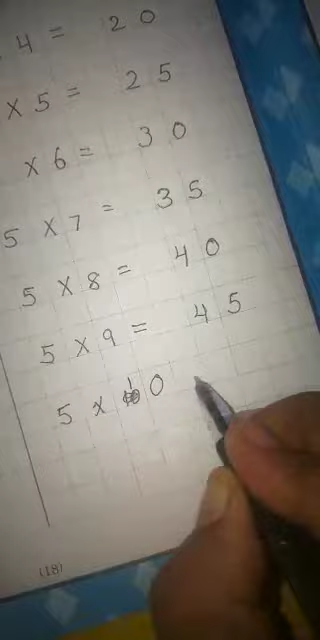 4 = 20
x 5 = 25
x 6 = 30
5 x 7 = 35
5 x 8 = 40
5 x 9 = 45
5 x 10
(18)